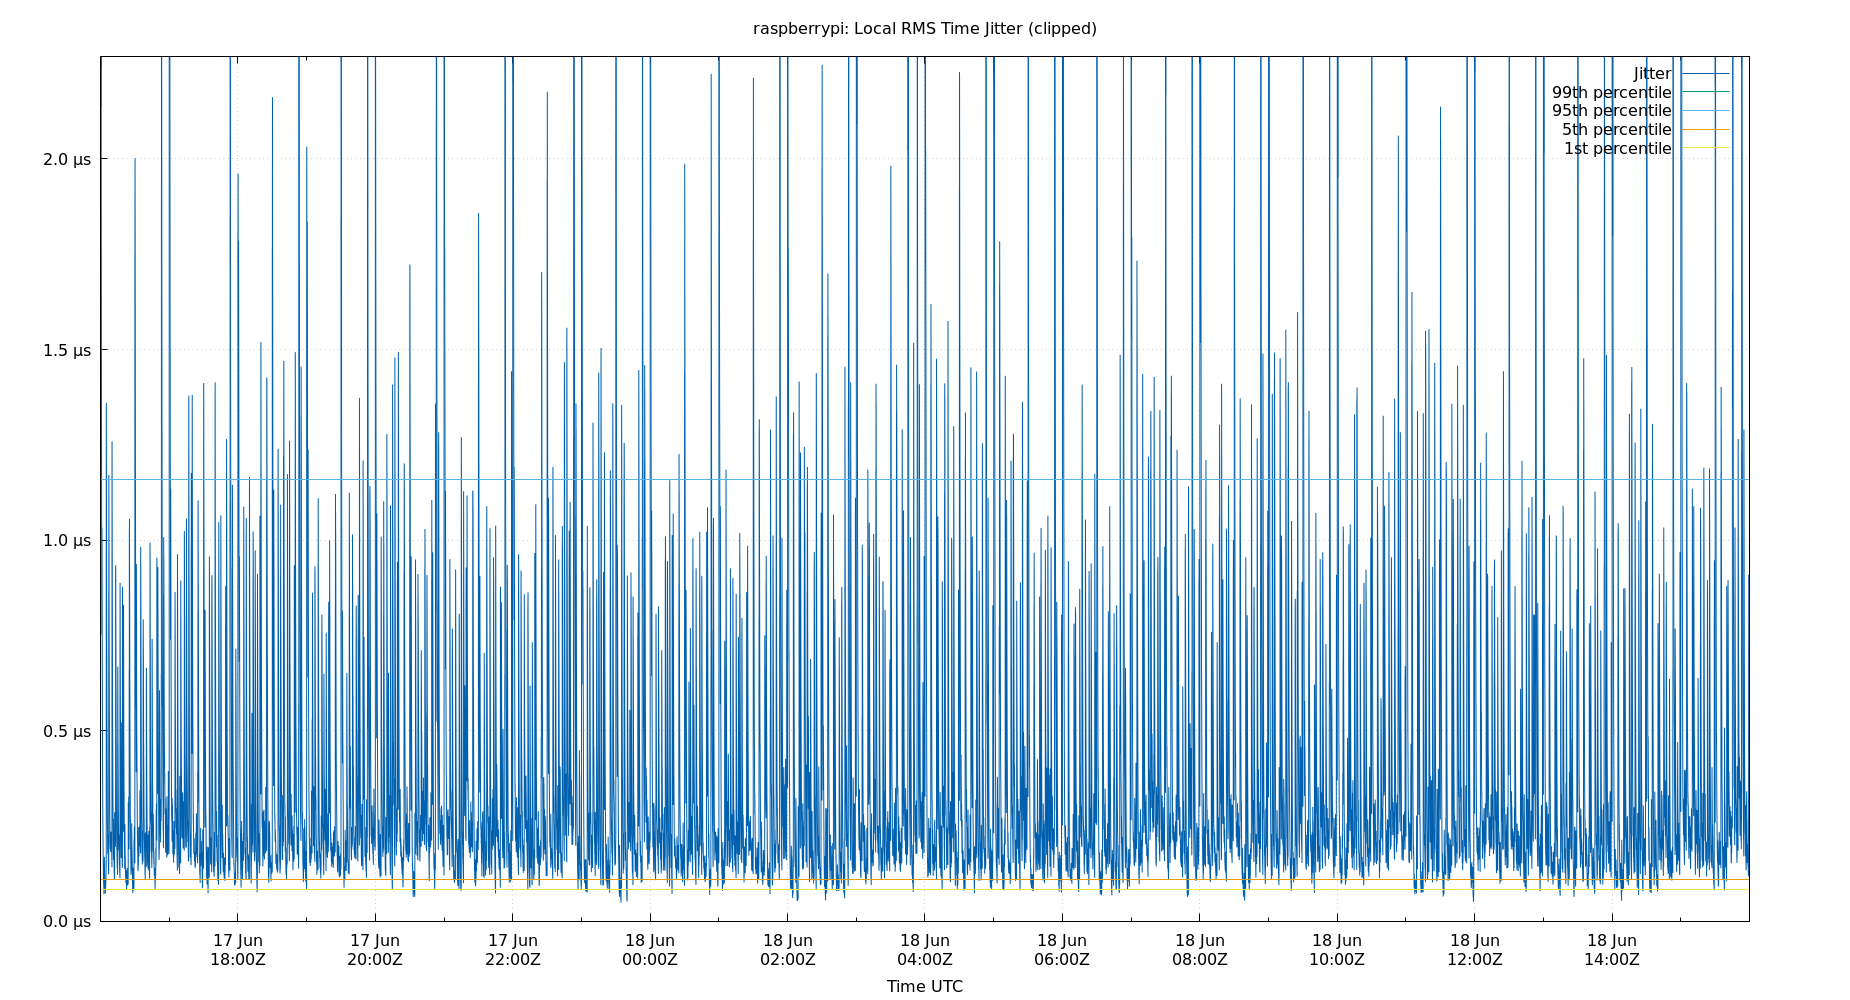 raspberrypi: Local RMS Time Jitter (clipped)
Jitter
99th percentile
95th percentile
5th percentile
1st percentile
2.0 µs
1.5 µs
1.0 µs
0.5 µs
0.0 µs
17 Jun 17 Jun 17 Jun 18 Jun 18 Jun 18 Jun 18 Jun 18 Jun 18 Jun 18 Jun 18 Jun
18:00Z 20:00Z 22:00Z 00:00Z 02:00Z 04:00Z 06:00Z 08:00Z 10:00Z 12:00Z 14:00Z
Time UTC